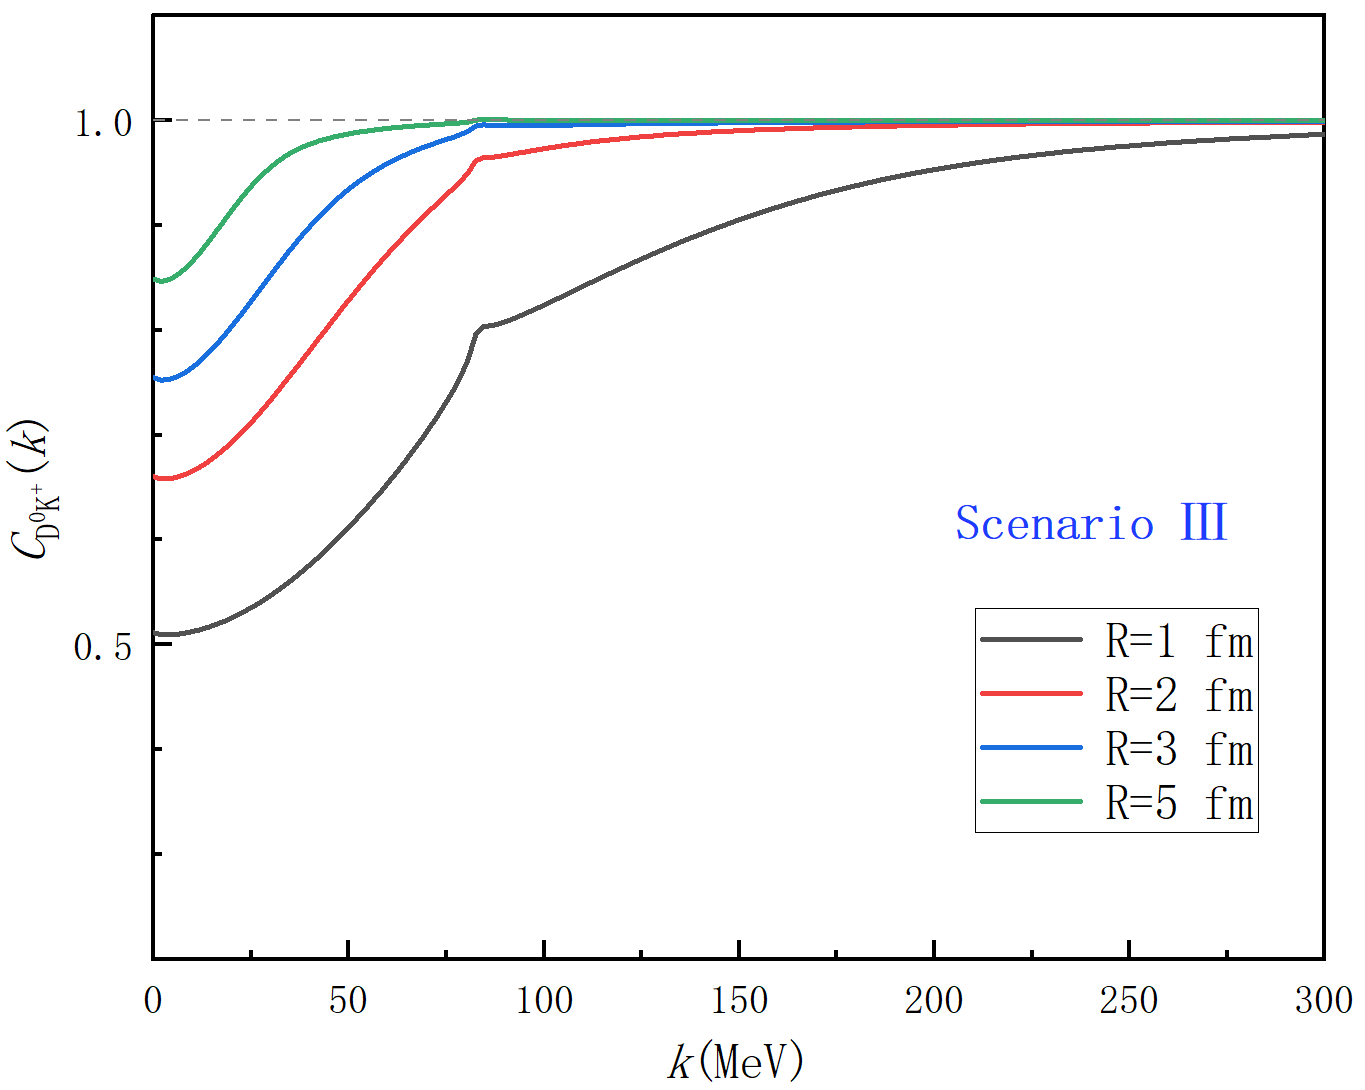 1.0
0.5
C_{D^0K^+}(k)
Scenario Ⅲ
R=1 fm
R=2 fm
R=3 fm
R=5 fm
0 50 100 150 200 250 300
k(MeV)